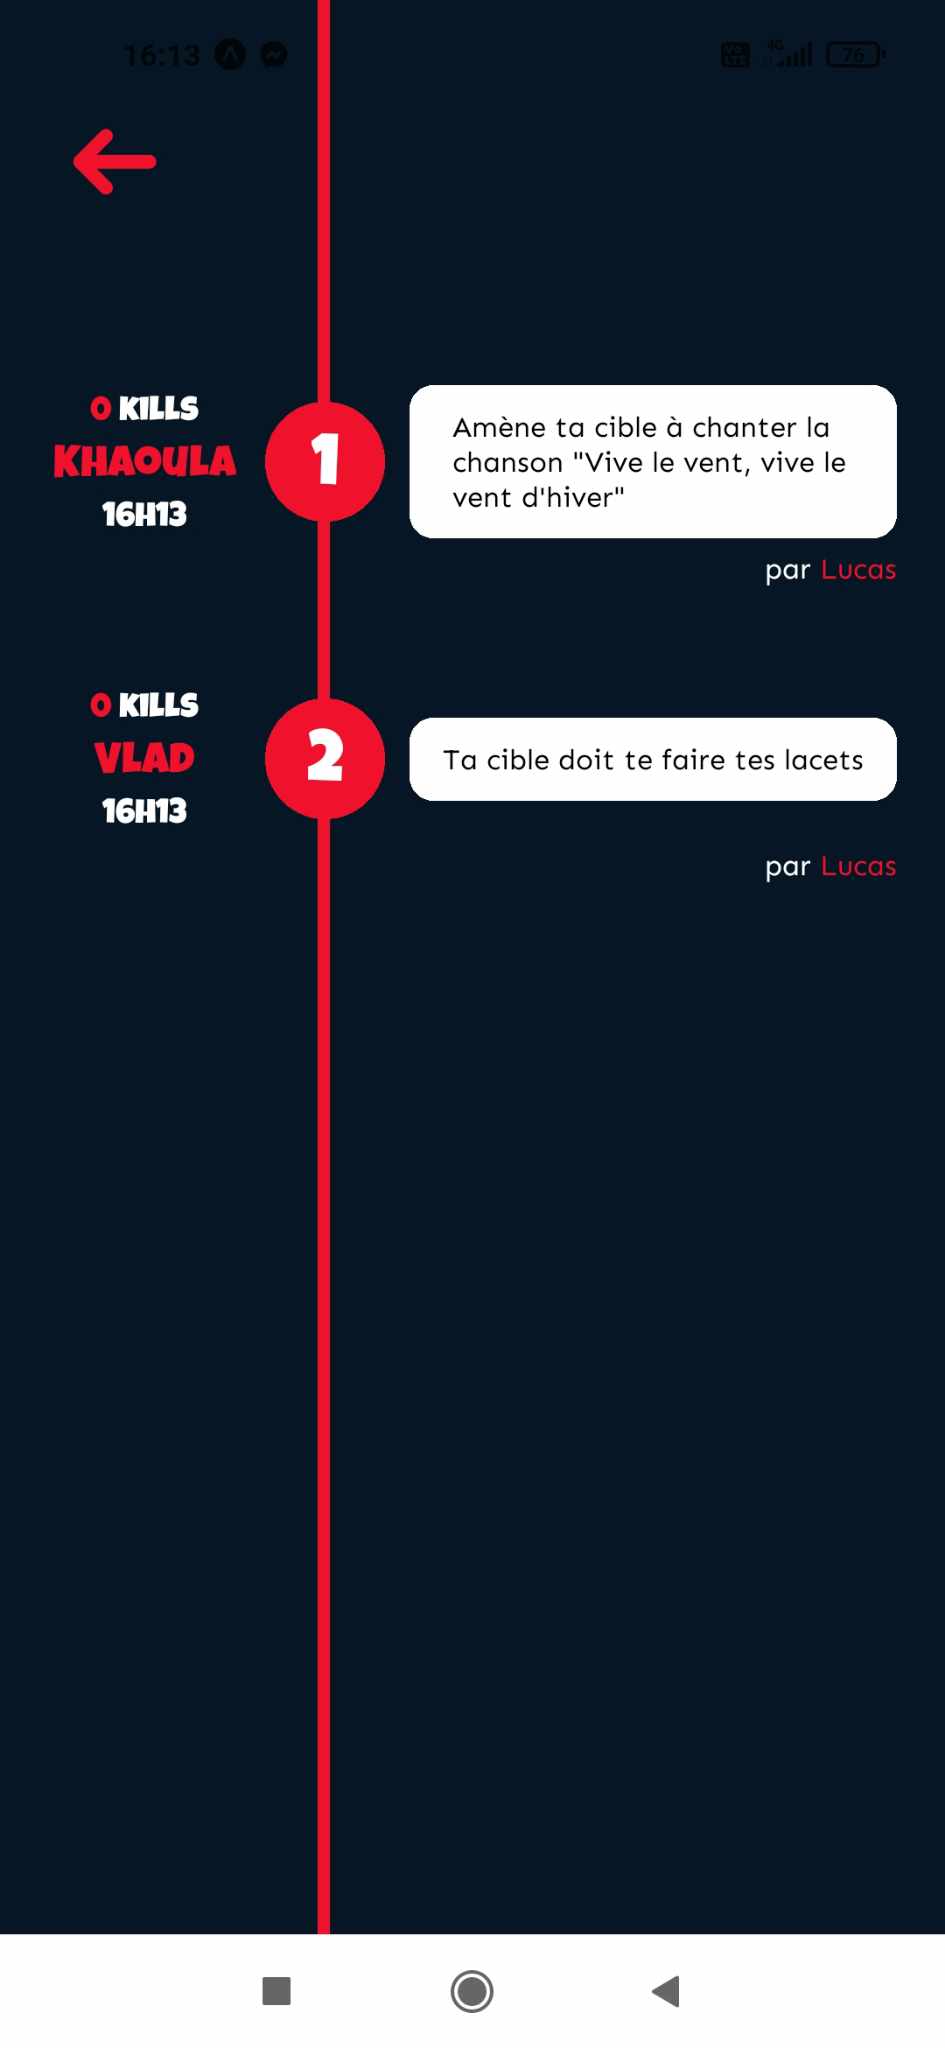 16:13
4G
76
0 KILLS
KHAOULA
16H13
1
Amène ta cible à chanter la
chanson "Vive le vent, vive le
vent d'hiver"
par Lucas
0 KILLS
VLAD
16H13
2
Ta cible doit te faire tes lacets
par Lucas